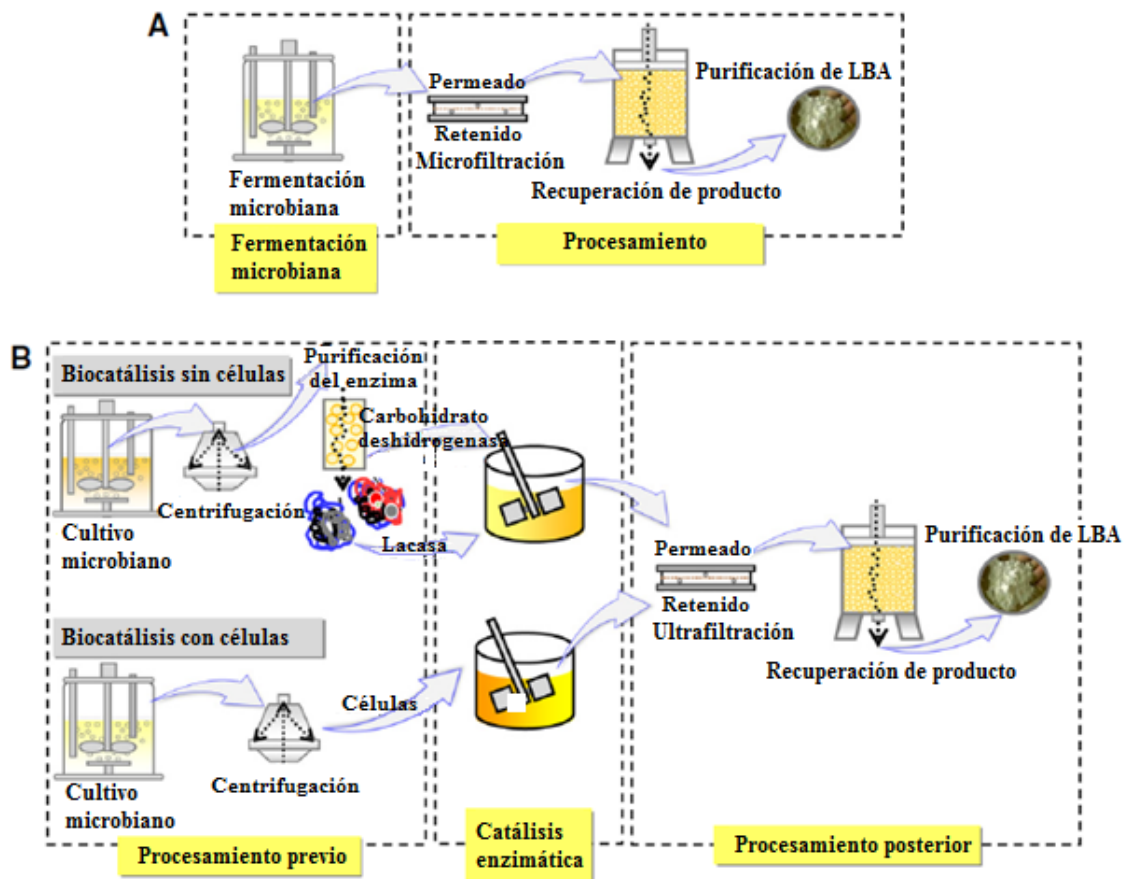 A
Fermentación
microbiana
Fermentación
microbiana
Permeado
Retenido
Microfiltración
Purificación de LBA
Recuperación de producto
Procesamiento
B
Biocatálisis sin células
Cultivo
microbiano
Centrifugación
Purificación
del enzima
Carbohidrato
deshidrogenasa
Lacasa
Biocatálisis con células
Cultivo
microbiano
Centrifugación
Células
Procesamiento previo
Catálisis
enzimática
Permeado
Retenido
Ultrafiltración
Purificación de LBA
Recuperación de producto
Procesamiento posterior